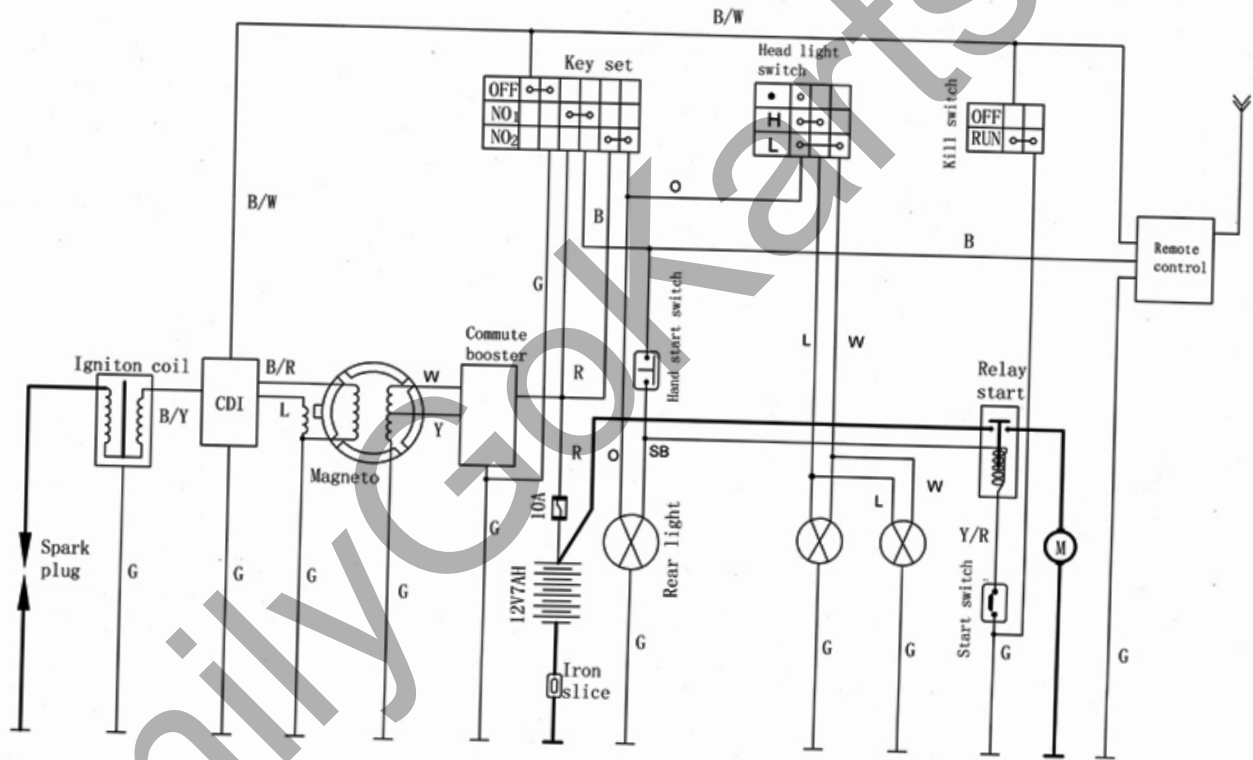 B/W
Key set
OFF
NO1
NO2
Head light
switch
H
L
Kill switch
OFF
RUN
B/W
O
B
B
Remote
control
G
Hand start switch
L
W
Commute
booster
Igniton coil
B/R
W
R
Relay
start
CDI
B/Y
L
Y
Magneto
R
O
SB
W
L
10A
G
Y/R
M
Spark
plug
G
G
G
G
12V7AH
Rear light
Start switch
G
G
G
G
G
Iron
slice
FamilyGoKarts